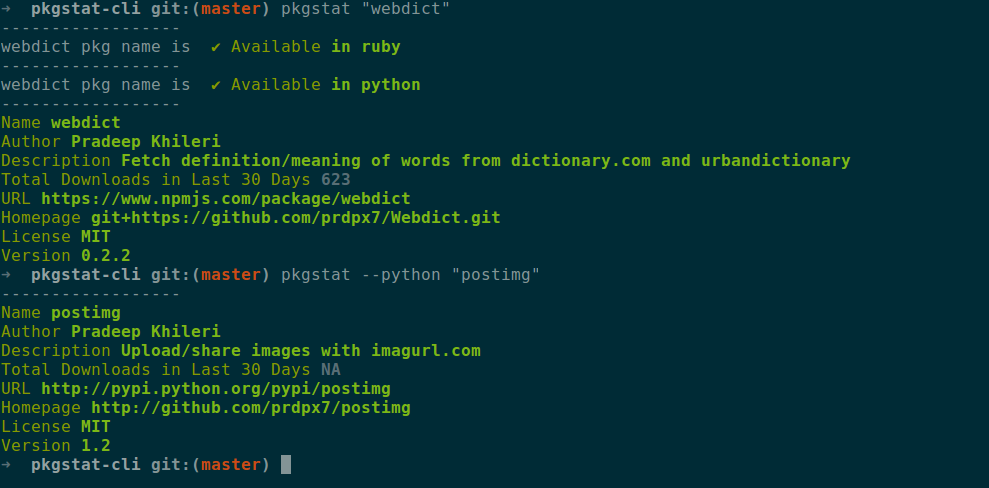 ➜  pkgstat-cli git:(master) pkgstat "webdict"
------------------
webdict pkg name is  ✔ Available in ruby
------------------
webdict pkg name is  ✔ Available in python
------------------
Name webdict
Author Pradeep Khileri
Description Fetch definition/meaning of words from dictionary.com and urbandictionary
Total Downloads in Last 30 Days 623
URL https://www.npmjs.com/package/webdict
Homepage git+https://github.com/prdpx7/Webdict.git
License MIT
Version 0.2.2
➜  pkgstat-cli git:(master) pkgstat --python "postimg"
------------------
Name postimg
Author Pradeep Khileri
Description Upload/share images with imagurl.com
Total Downloads in Last 30 Days NA
URL http://pypi.python.org/pypi/postimg
Homepage http://github.com/prdpx7/postimg
License MIT
Version 1.2
➜  pkgstat-cli git:(master)